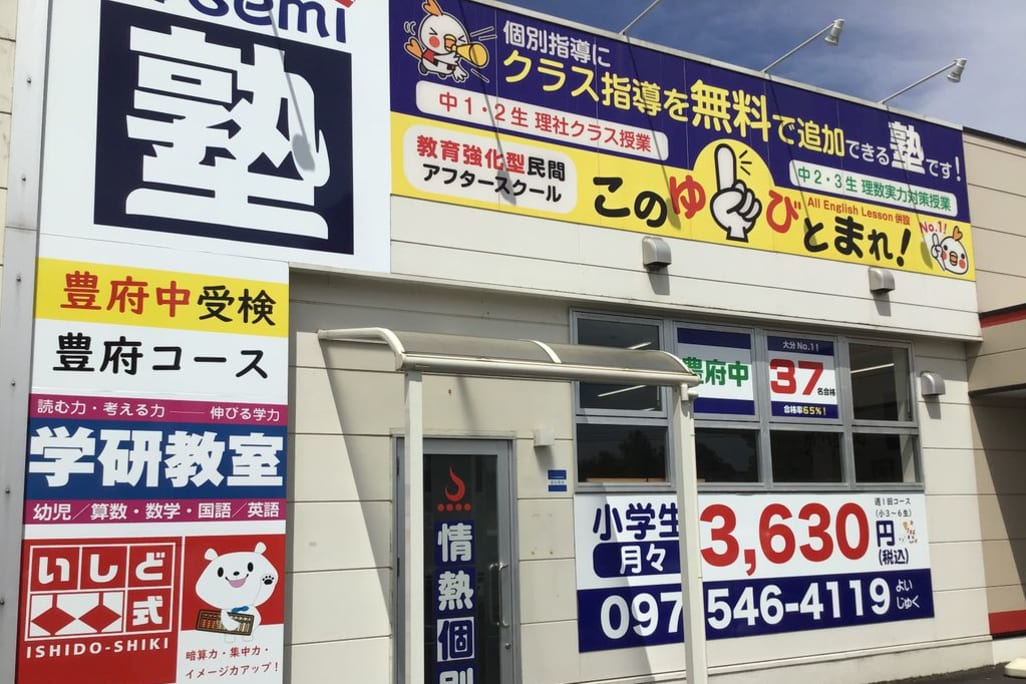 semi
塾
豊府中受検
豊府コース
読む力・考える力――伸びる学力
学研教室
幼児／算数・数学・国語／英語
いしど
式
ISHIDO-SHIKI
暗算力・集中力・
イメージ力アップ！
個別指導に
クラス指導を無料で追加できる塾です！
中1・2生 理社クラス授業
中2・3生 理数実力対策授業
教育強化型民間
アフタースクール
このゆびとまれ！
All English Lesson 併設
No.1!
豊府中
大分No.1!
37名合格
合格率65%！
情熱個別
小学生
月々
3,630円
(税込)
週1回コース
(小3～6生)
097 546-4119
よい
じゅく